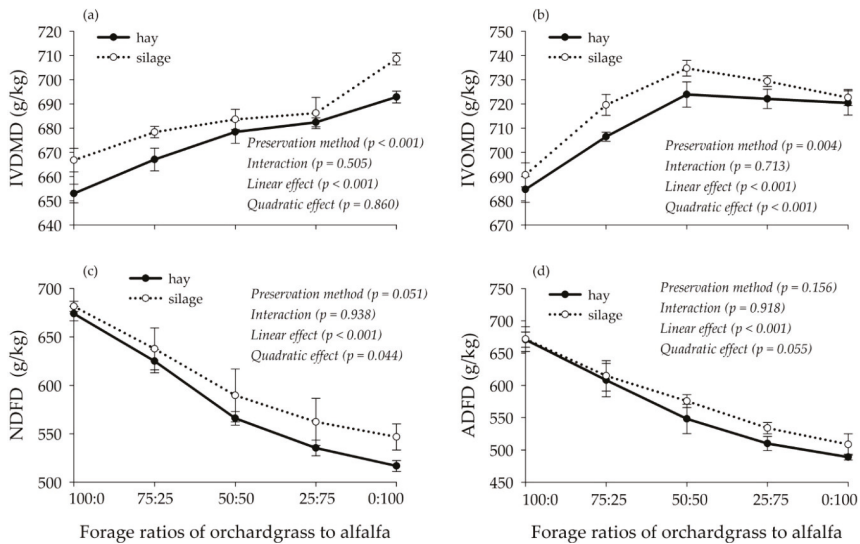 (a)
hay
silage
IVDMD (g/kg)
720
710
700
690
680
670
660
650
640
Preservation method (p < 0.001)
Interaction (p = 0.505)
Linear effect (p < 0.001)
Quadratic effect (p = 0.860)
(b)
hay
silage
IVOMD (g/kg)
750
740
730
720
710
700
690
680
670
Preservation method (p = 0.004)
Interaction (p = 0.713)
Linear effect (p < 0.001)
Quadratic effect (p < 0.001)
(c)
hay
silage
NDFD (g/kg)
700
650
600
550
500
Preservation method (p = 0.051)
Interaction (p = 0.938)
Linear effect (p < 0.001)
Quadratic effect (p = 0.044)
100:0 75:25 50:50 25:75 0:100
Forage ratios of orchardgrass to alfalfa
(d)
hay
silage
ADFD (g/kg)
750
700
650
600
550
500
450
Preservation method (p = 0.156)
Interaction (p = 0.918)
Linear effect (p < 0.001)
Quadratic effect (p = 0.055)
100:0 75:25 50:50 25:75 0:100
Forage ratios of orchardgrass to alfalfa